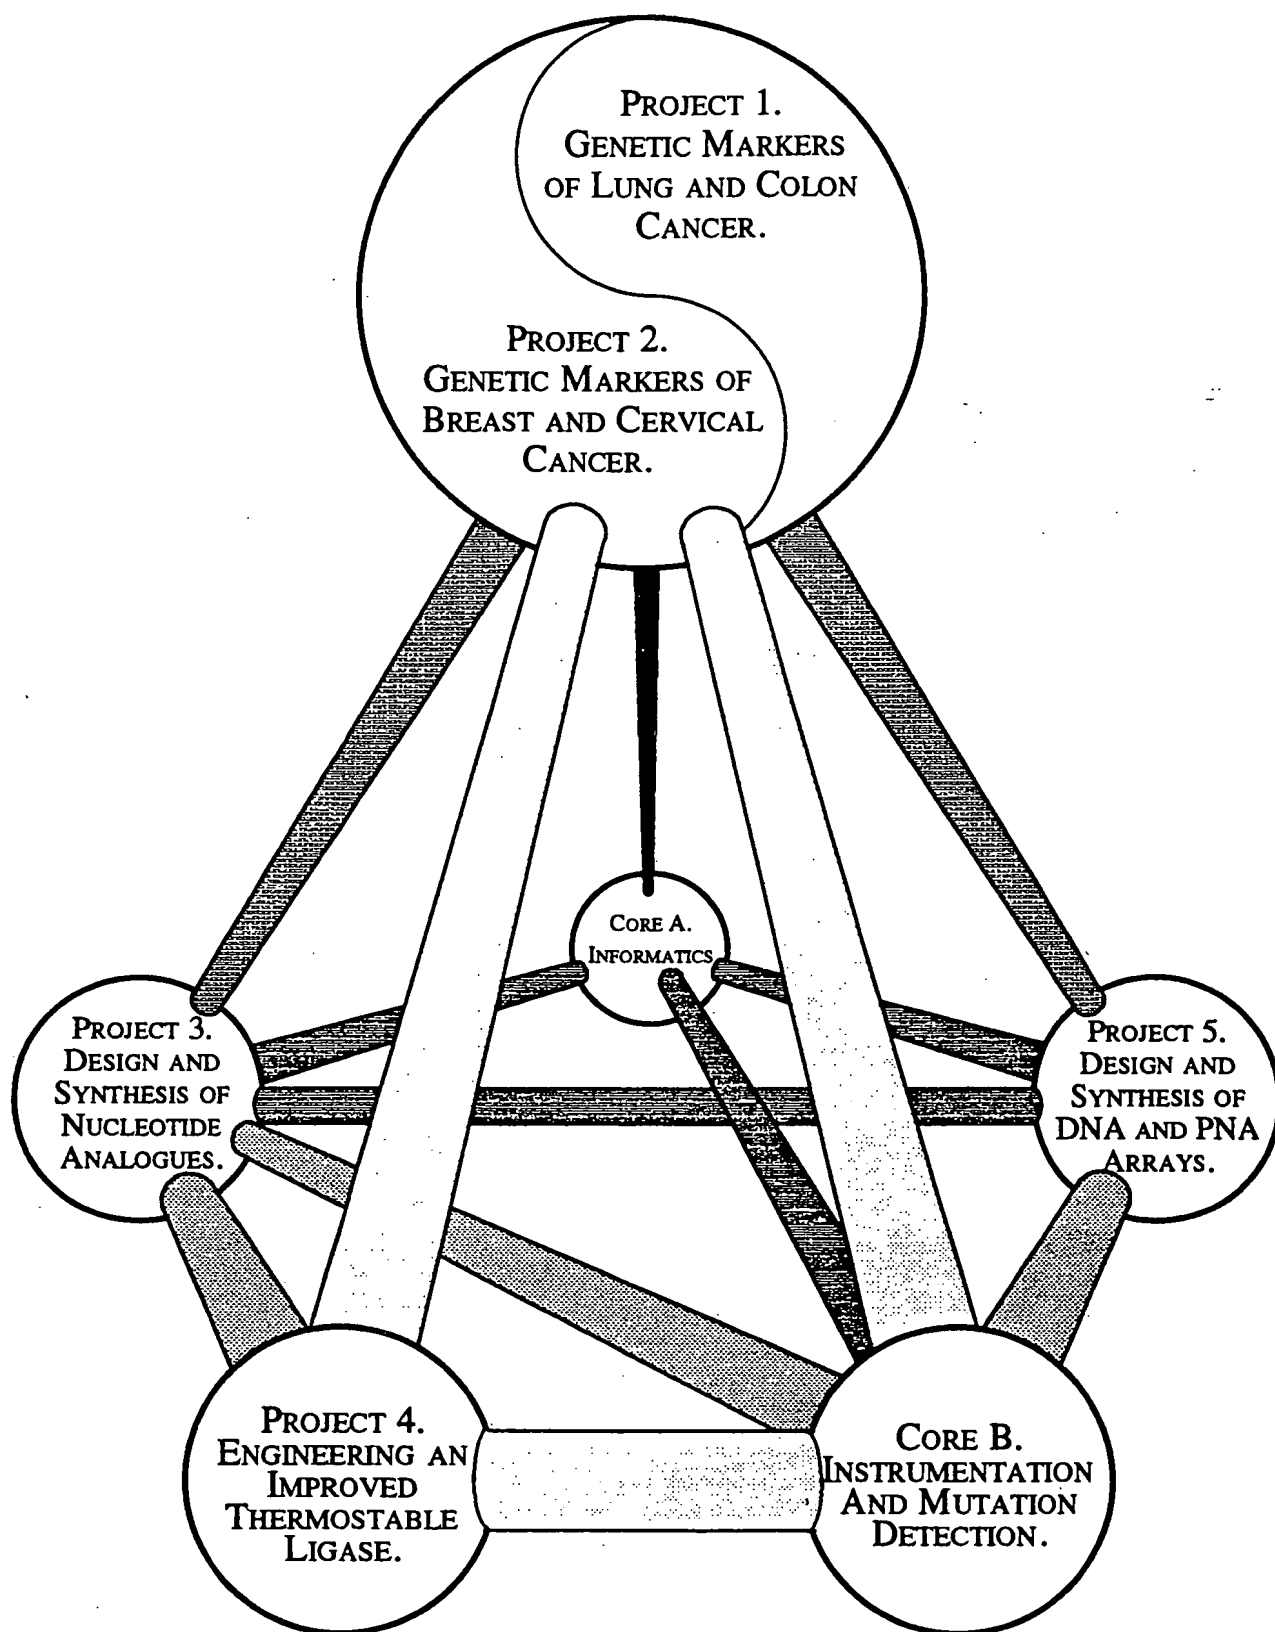 PROJECT 1.
GENETIC MARKERS
OF LUNG AND COLON
CANCER.
PROJECT 2.
GENETIC MARKERS OF
BREAST AND CERVICAL
CANCER.
CORE A.
INFORMATICS
PROJECT 3.
DESIGN AND
SYNTHESIS OF
NUCLEOTIDE
ANALOGUES.
PROJECT 5.
DESIGN AND
SYNTHESIS OF
DNA AND PNA
ARRAYS.
PROJECT 4.
ENGINEERING AN
IMPROVED
THERMOSTABLE
LIGASE.
CORE B.
INSTRUMENTATION
AND MUTATION
DETECTION.